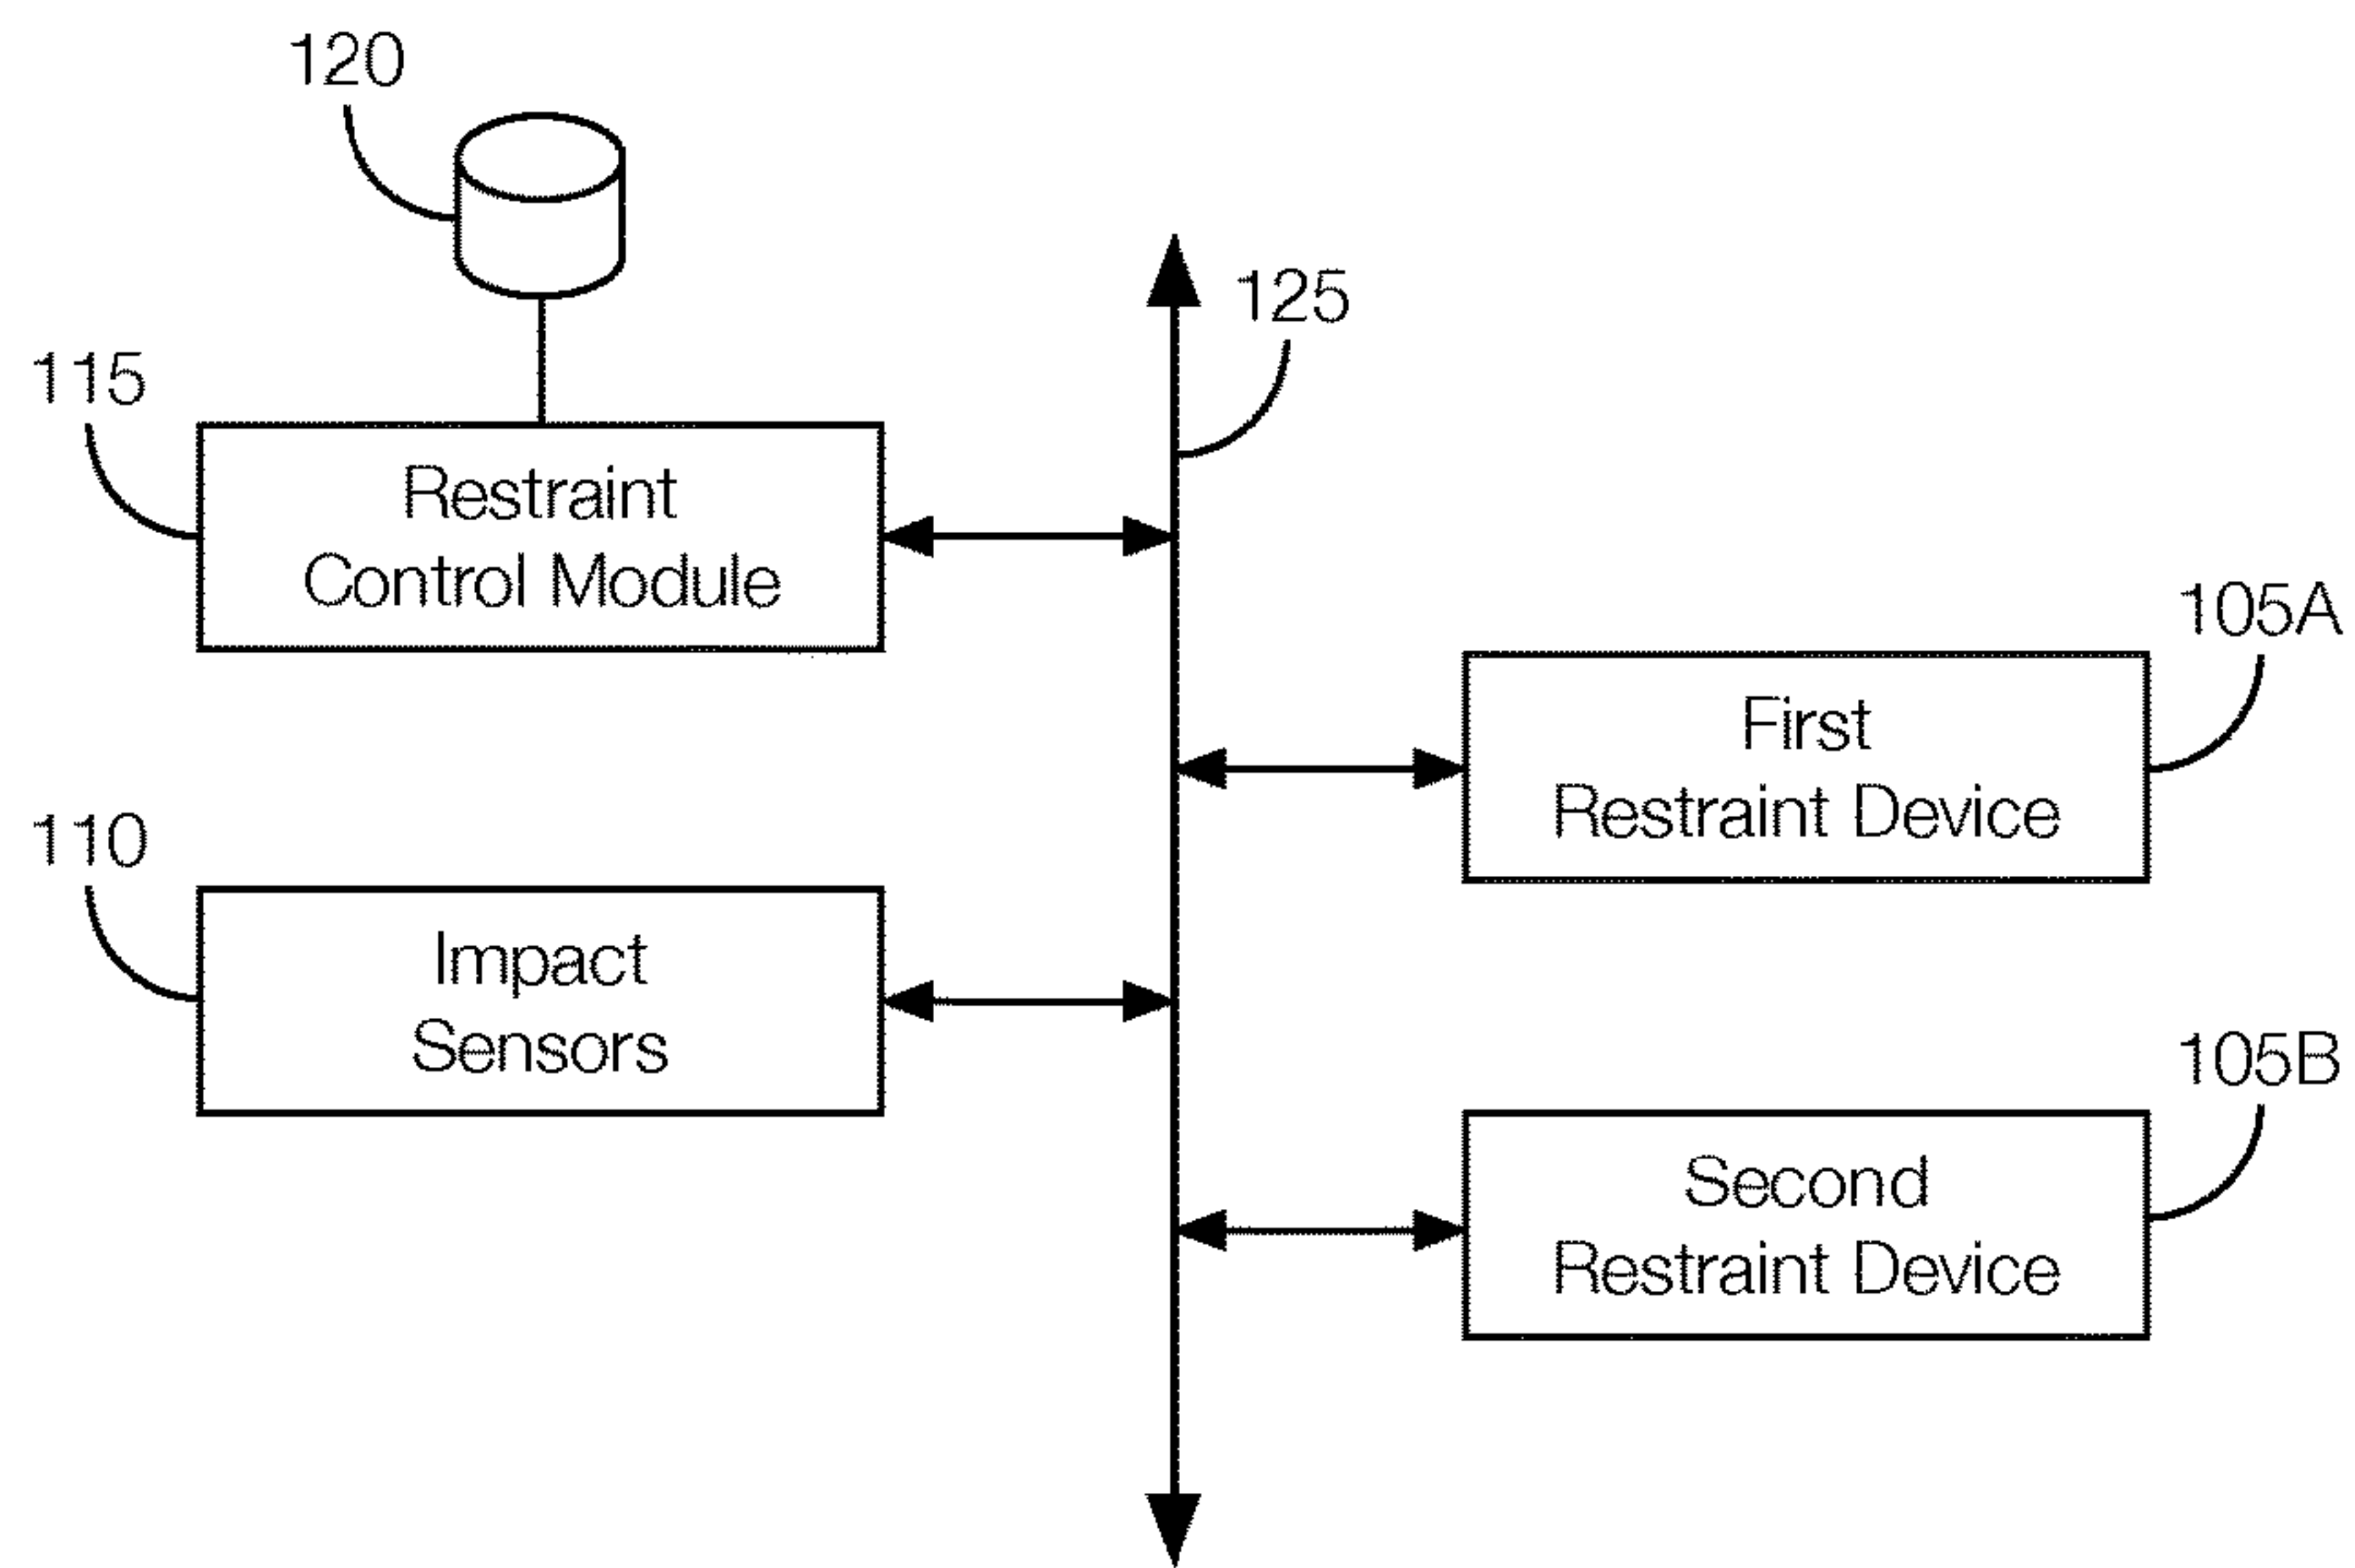 120
125
115
Restraint
Control Module
105A
First
Restraint Device
110
Impact
Sensors
105B
Second
Restraint Device